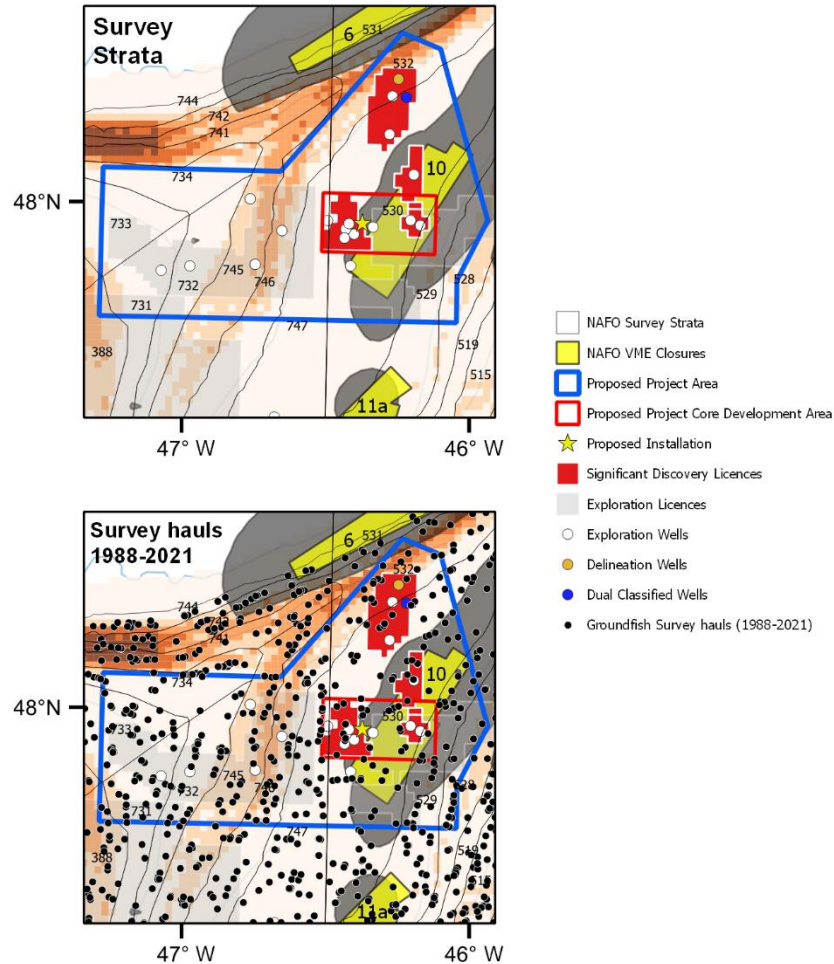 Survey
Strata
6
531
532
744
742
741
734
10
48°N
733
530
745
746
732
731
528
529
747
519
388
515
11a
47° W
46° W
NAFO Survey Strata
NAFO VME Closures
Proposed Project Area
Proposed Project Core Development Area
Proposed Installation
Significant Discovery Licences
Exploration Licences
Exploration Wells
Delineation Wells
Dual Classified Wells
Groundfish Survey hauls (1988-2021)
Survey hauls
1988-2021
6
531
532
744
741
734
10
48°N
733
530
745
732
731
529
747
388
11a
47° W
46° W